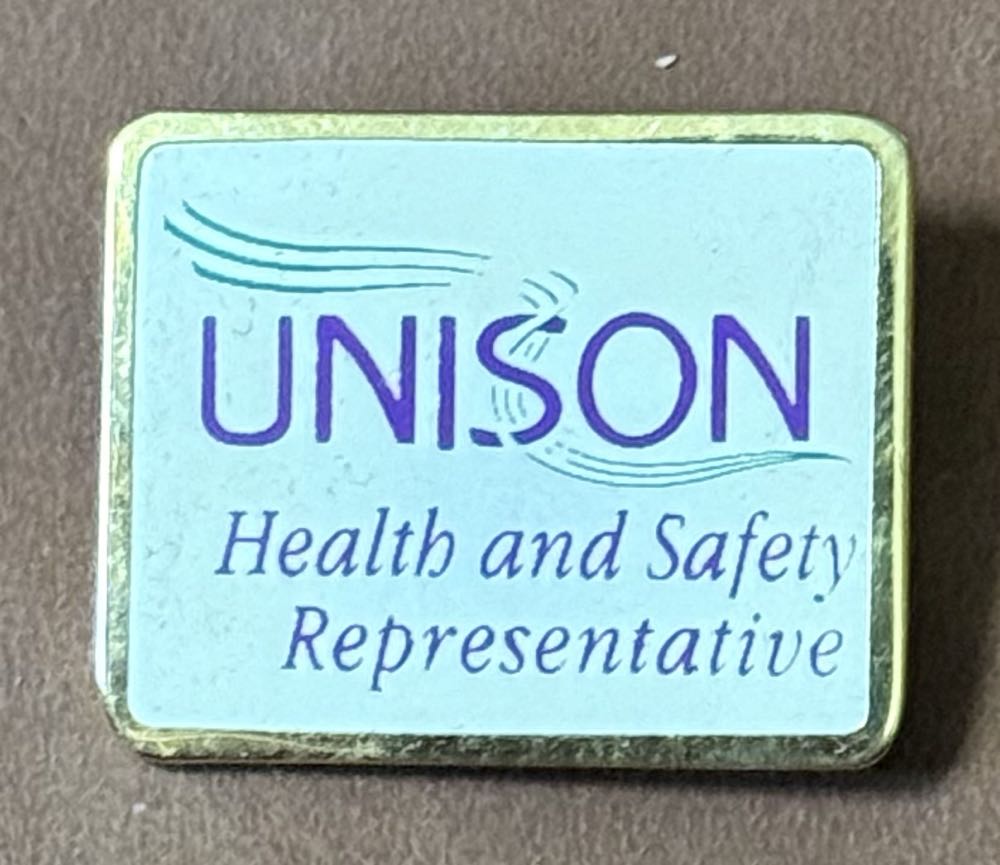 UNISON
Health and Safety
Representative